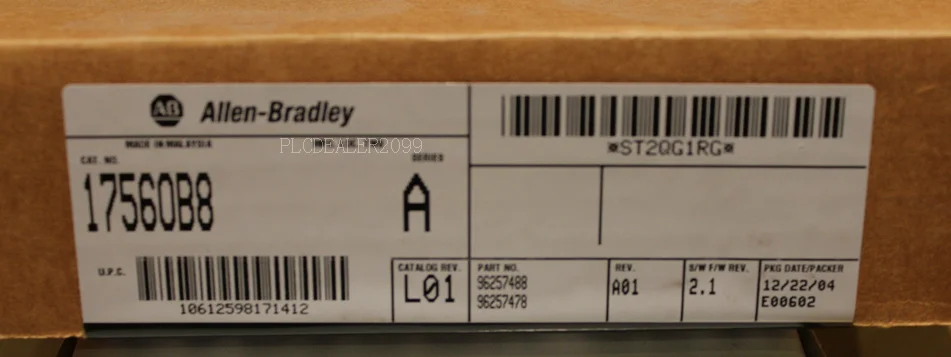 AB Allen-Bradley
MADE IN MALAYSIA
PLCDEALER2099
CAT. NO.
SERIES
1756OB8
A
U.P.C.
10612598171412
CATALOG REV.
L01
*ST2QG1RG*
PART NO.
96257488
96257478
REV.
A01
S/W F/W REV.
2.1
PKG DATE/PACKER
12/22/04
E00602